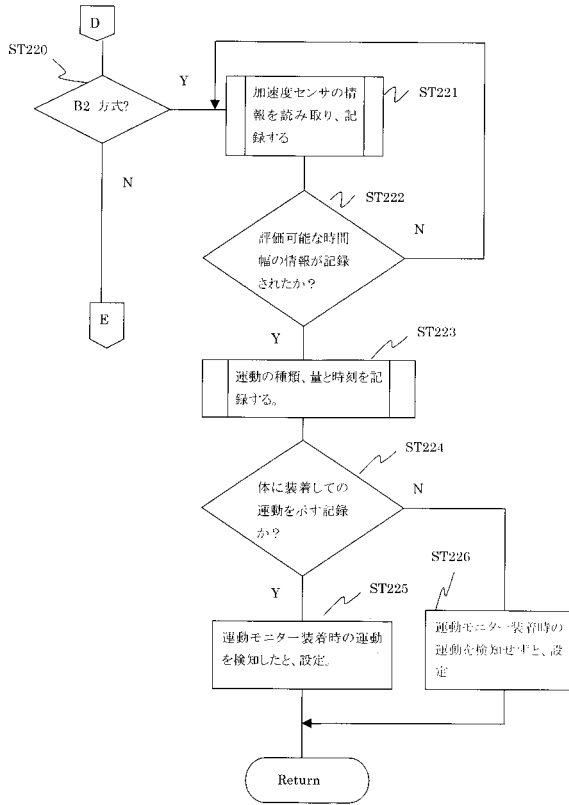 D
ST220
B2 方式?
Y
N
E
加速度センサの情
報を読み取り、記
録する
ST221
ST222
評価可能な時間
幅の情報が記録
されたか？
N
Y
ST223
運動の種類、量と時刻を記
録する。
ST224
体に装着しての
運動を示す記録
か？
N
Y
ST225
運動モニター装着時の運動
を検知したと、設定。
ST226
運動モニター装着時の
運動を検知せずと、設
定
Return